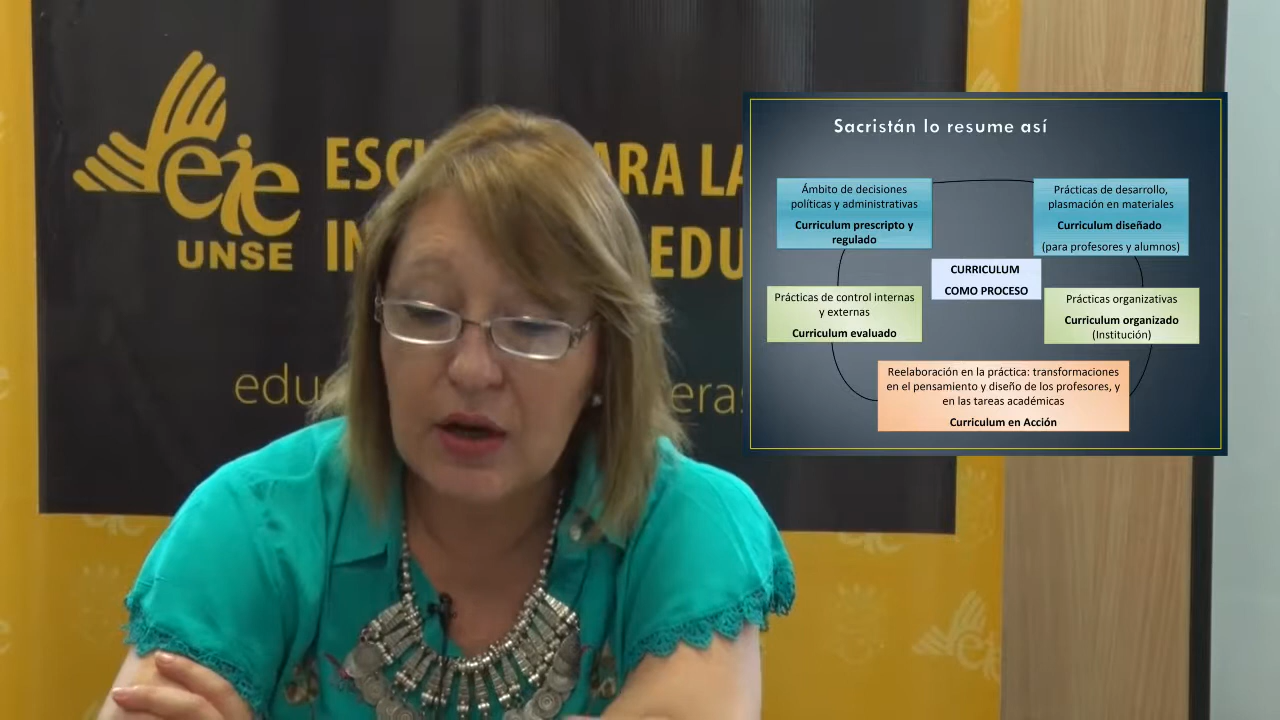 eie
UNSE
ESCU ARA LA
IN EDU
edu eras
Sacristán lo resume así
Ámbito de decisiones
políticas y administrativas
Curriculum prescripto y
regulado
Prácticas de desarrollo,
plasmación en materiales
Curriculum diseñado
(para profesores y alumnos)
CURRICULUM
COMO PROCESO
Prácticas de control internas
y externas
Curriculum evaluado
Prácticas organizativas
Curriculum organizado
(Institución)
Reelaboración en la práctica: transformaciones
en el pensamiento y diseño de los profesores, y
en las tareas académicas
Curriculum en Acción